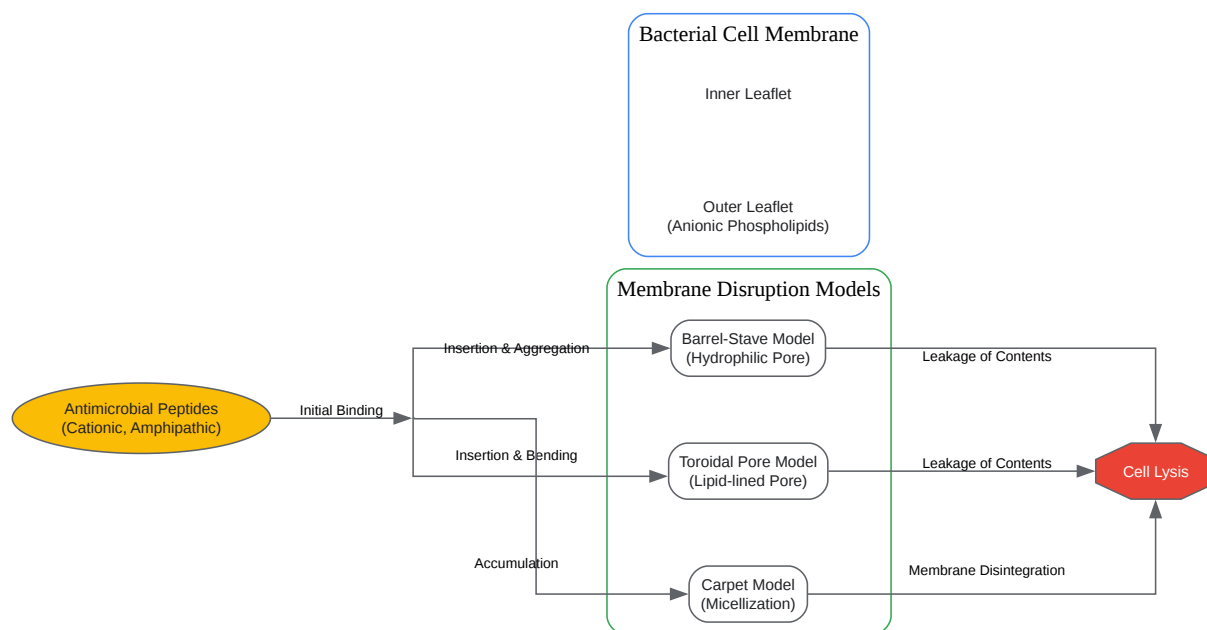 Bacterial Cell Membrane
Inner Leaflet
Outer Leaflet
(Anionic Phospholipids)
Membrane Disruption Models
Antimicrobial Peptides
(Cationic, Amphipathic)
Initial Binding
Insertion & Aggregation
Barrel-Stave Model
(Hydrophilic Pore)
Leakage of Contents
Insertion & Bending
Toroidal Pore Model
(Lipid-lined Pore)
Leakage of Contents
Cell Lysis
Accumulation
Carpet Model
(Micellization)
Membrane Disintegration